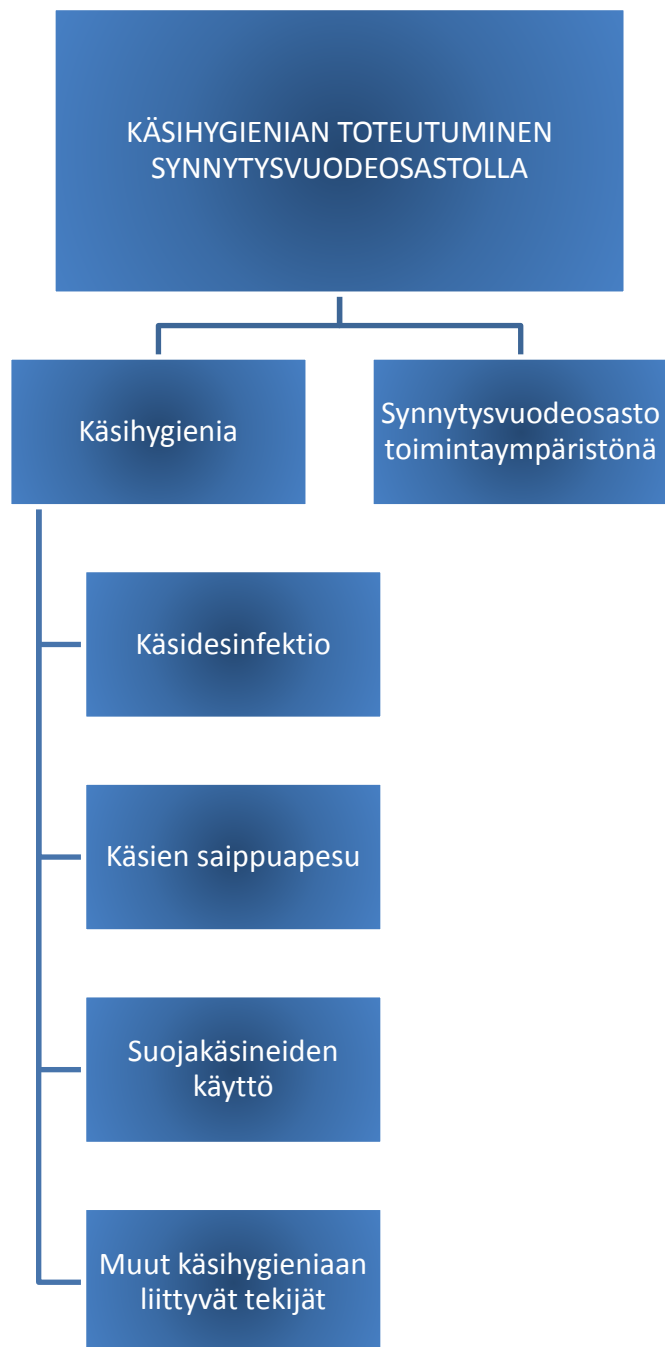 KÄSIHYGIENIAN TOTEUTUMINEN
SYNNYTYSVUODEOSASTOLLA
Käsihygienia
Synnytysvuodeosasto
toimintaympäristönä
Käsidesinfektio
Käsien saippuapesu
Suojakäsineiden
käyttö
Muut käsihygieniaan
liittyvät tekijät